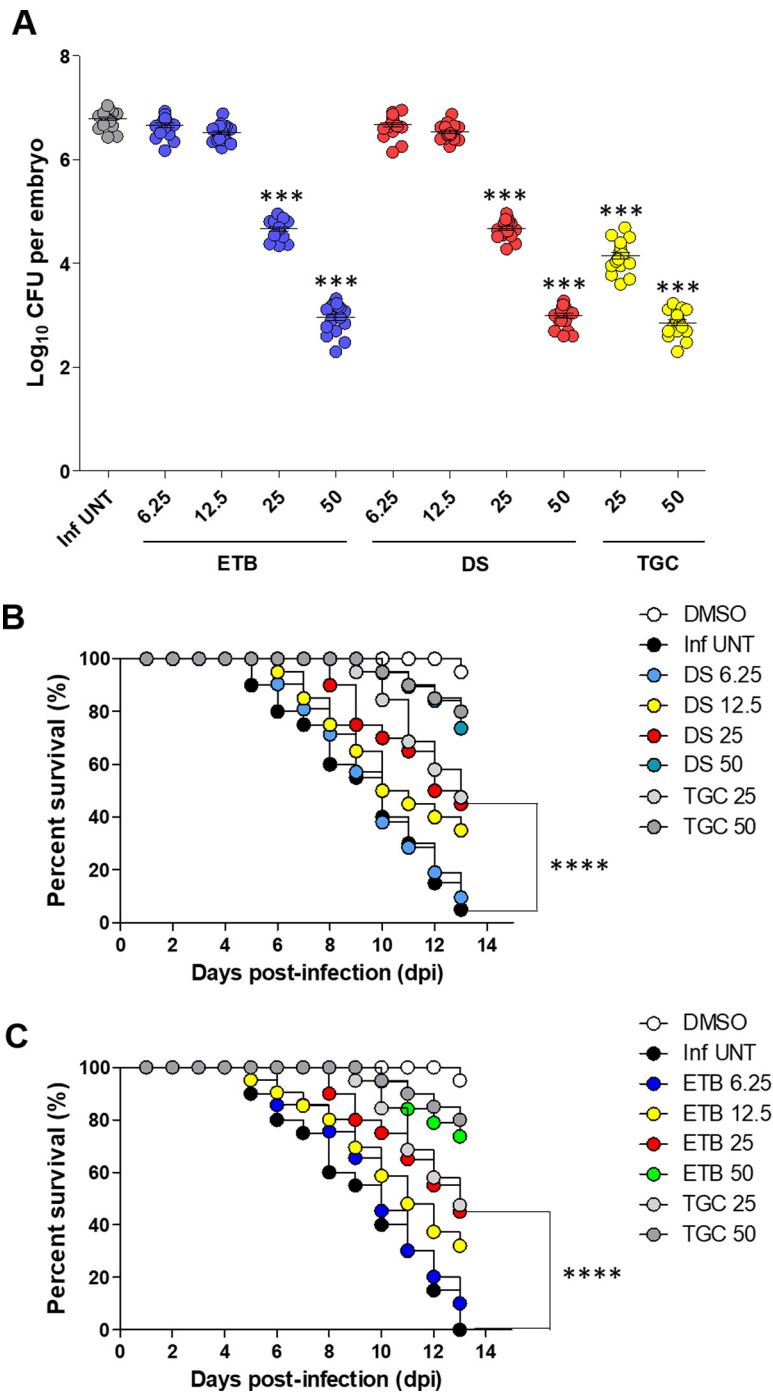 A
Log10 CFU per embryo
8
6
4
2
0
***
***
***
***
***
***
Inf UNT
6.25
12.5
25
50
6.25
12.5
25
50
25
50
ETB
DS
TGC
B
Percent survival (%)
100
80
60
40
20
0
0 2 4 6 8 10 12 14
Days post-infection (dpi)
****
DMSO
Inf UNT
DS 6.25
DS 12.5
DS 25
DS 50
TGC 25
TGC 50
C
Percent survival (%)
100
80
60
40
20
0
0 2 4 6 8 10 12 14
Days post-infection (dpi)
****
DMSO
Inf UNT
ETB 6.25
ETB 12.5
ETB 25
ETB 50
TGC 25
TGC 50